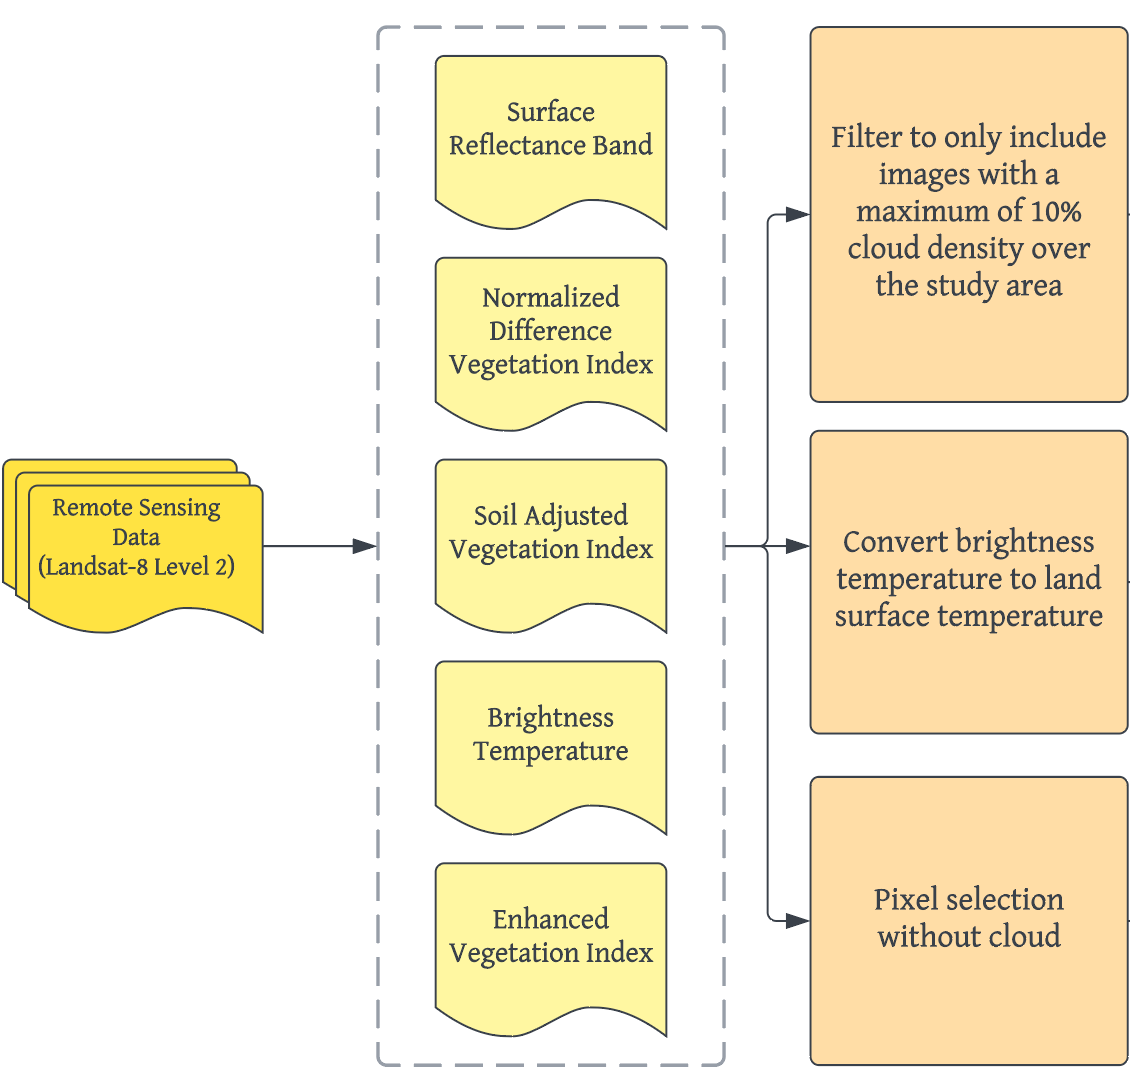 Remote Sensing
Data
(Landsat-8 Level 2)
Surface
Reflectance Band
Normalized
Difference
Vegetation Index
Soil Adjusted
Vegetation Index
Brightness
Temperature
Enhanced
Vegetation Index
Filter to only include
images with a
maximum of 10%
cloud density over
the study area
Convert brightness
temperature to land
surface temperature
Pixel selection
without cloud